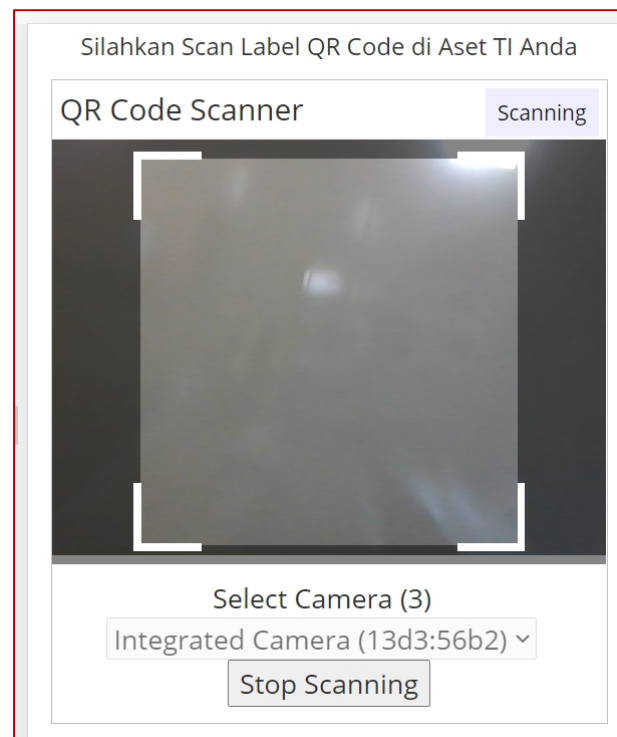 Silahkan Scan Label QR Code di Aset TI Anda
QR Code Scanner
Scanning
Select Camera (3)
Integrated Camera (13d3:56b2)
Stop Scanning